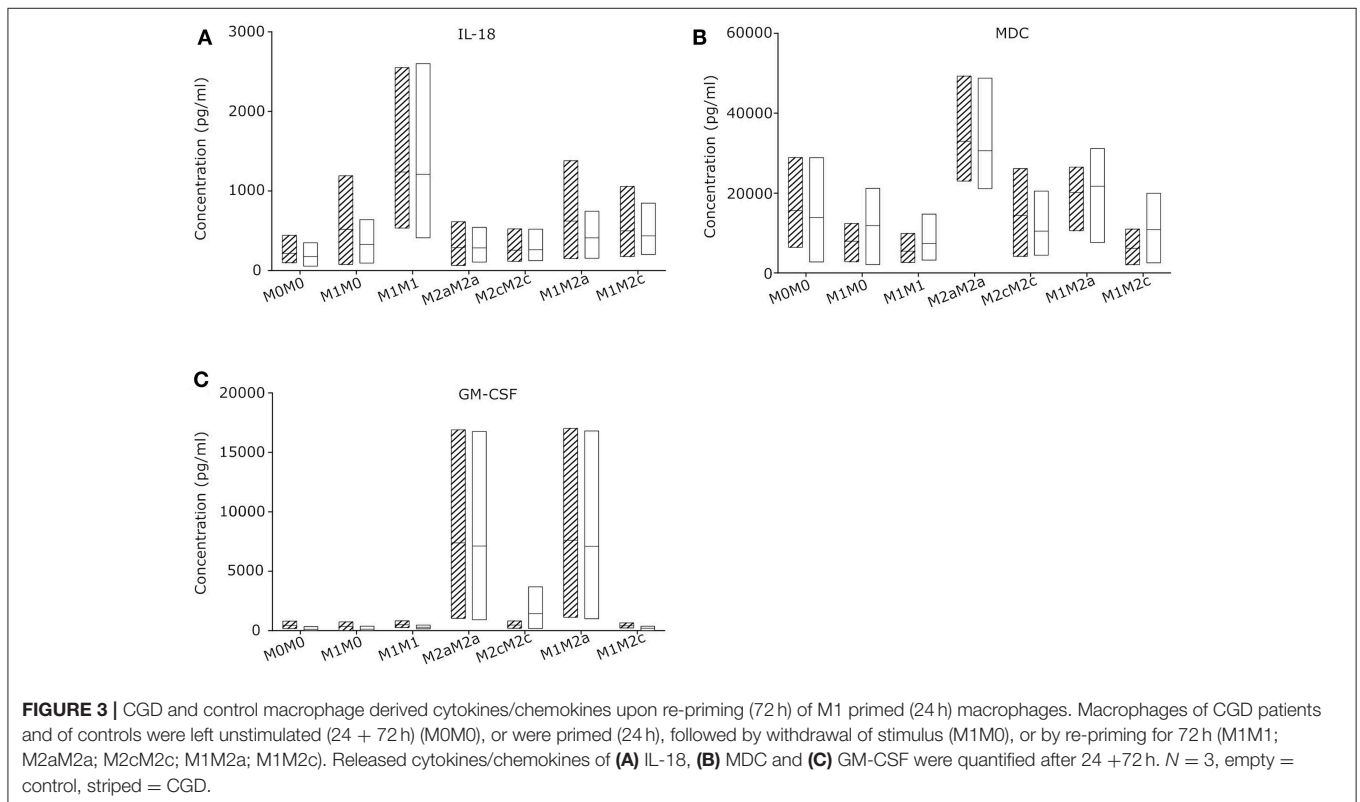 A
IL-18
Concentration (pg/ml)
3000
2000
1000
0
M0M0 M1M0 M1M1 M2aM2a M2cM2c M1M2a M1M2c
B
MDC
Concentration (pg/ml)
60000
40000
20000
0
M0M0 M1M0 M1M1 M2aM2a M2cM2c M1M2a M1M2c
C
GM-CSF
Concentration (pg/ml)
20000
15000
10000
5000
0
M0M0 M1M0 M1M1 M2aM2a M2cM2c M1M2a M1M2c
FIGURE 3 | CGD and control macrophage derived cytokines/chemokines upon re-priming (72 h) of M1 primed (24 h) macrophages. Macrophages of CGD patients
and of controls were left unstimulated (24 + 72 h) (M0M0), or were primed (24 h), followed by withdrawal of stimulus (M1M0), or by re-priming for 72 h (M1M1;
M2aM2a; M2cM2c; M1M2a; M1M2c). Released cytokines/chemokines of (A) IL-18, (B) MDC and (C) GM-CSF were quantified after 24 +72 h. N = 3, empty =
control, striped = CGD.